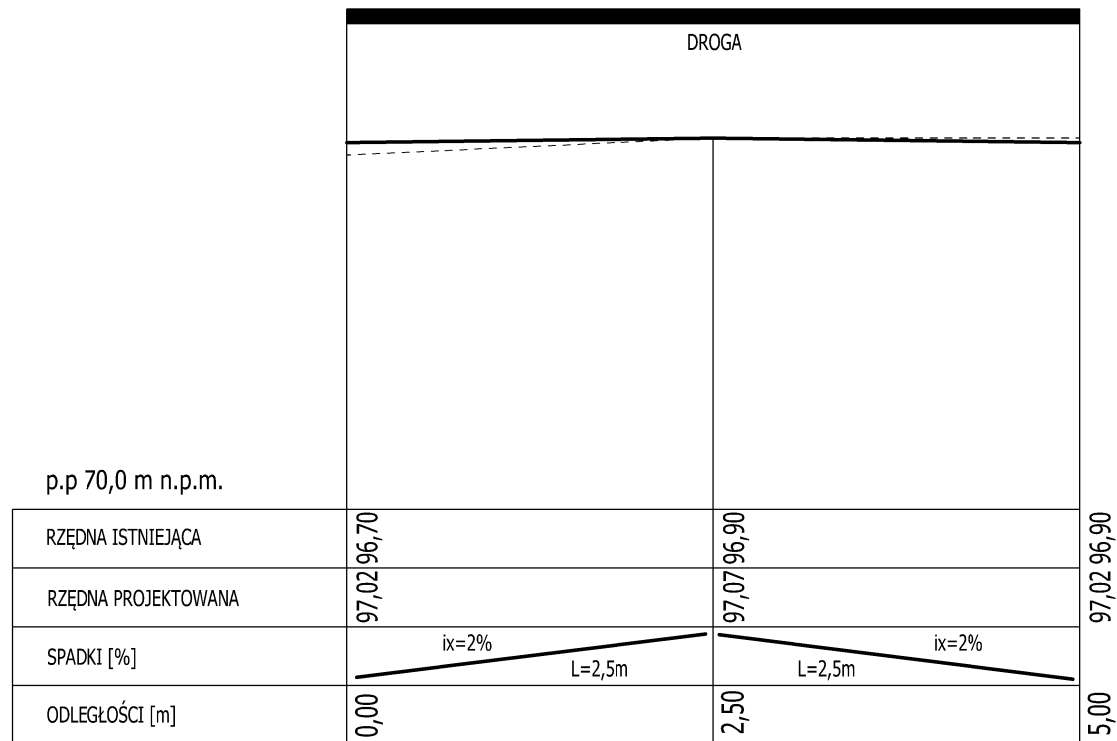 DROGA
p.p 70,0 m n.p.m.
RZĘDNA ISTNIEJĄCA 96,70 96,90 96,90
RZĘDNA PROJEKTOWANA 97,02 97,07 97,02
SPADKI [%] ix=2% L=2,5m L=2,5m ix=2%
ODLEGŁOŚCI [m] 0,00 2,50 5,00